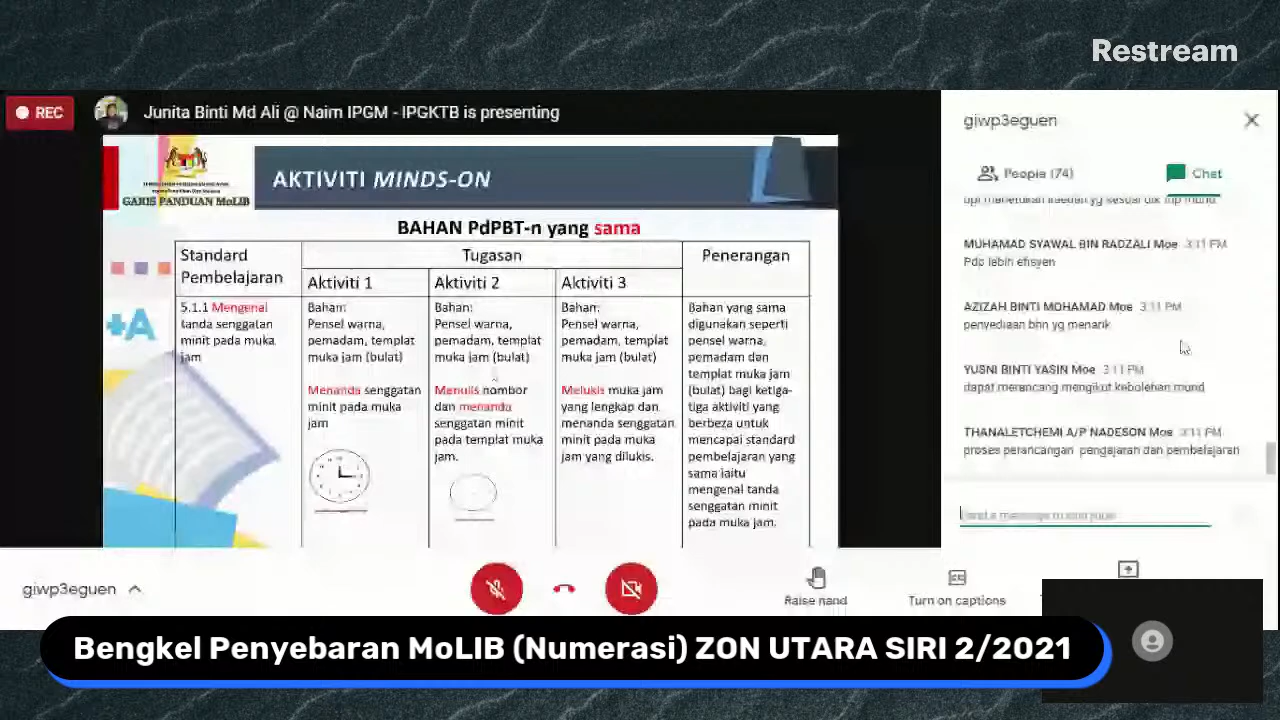 Restream
REC
Junita Binti Md Ali @ Naim IPGM - IPGKTB is presenting
GARIS PANDUAN MoLIB
AKTIVITI MINDS-ON
BAHAN PdPBT-n yang sama
Standard
Pembelajaran
Tugasan
Penerangan
Aktiviti 1
Aktiviti 2
Aktiviti 3
5.1.1 Mengenal
tanda senggatan
minit pada muka
jam
Bahan:
Pensel warna,
pemadam, templat
muka jam (bulat)
Menanda senggatan
minit pada muka
jam
Bahan:
Pensel warna,
pemadam, templat
muka jam (bulat)
Menulis nombor
dan menanda
senggatan minit
pada templat muka
jam.
Bahan:
Pensel warna,
pemadam, templat
muka jam (bulat)
Melukis muka jam
yang lengkap dan
menanda senggatan
minit pada muka
jam yang dilukis.
Bahan yang sama
digunakan seperti
pensel warna,
pemadam dan
templat muka jam
(bulat) bagi ketiga-
tiga aktiviti yang
berbeza untuk
mencapai standard
pembelajaran yang
sama iaitu
mengenal tanda
senggatan minit
pada muka jam.
+A
giwp3eguen
People (74)
Chat
MUHAMAD SYAWAL BIN RADZALI Moe 3:11 PM
Pdp lebih efisyen
AZIZAH BINTI MOHAMAD Moe 3:11 PM
penyediaan bhn yg menarik
YUSNI BINTI YASIN Moe 3:11 PM
dapat merancang mengikut kebolehan murid
THANALETCHEMI A/P NADESON Moe 3:11 PM
proses perancangan pengajaran dan pembelajaran
giwp3eguen
Raise hand
Turn on captions
Bengkel Penyebaran MoLIB (Numerasi) ZON UTARA SIRI 2/2021